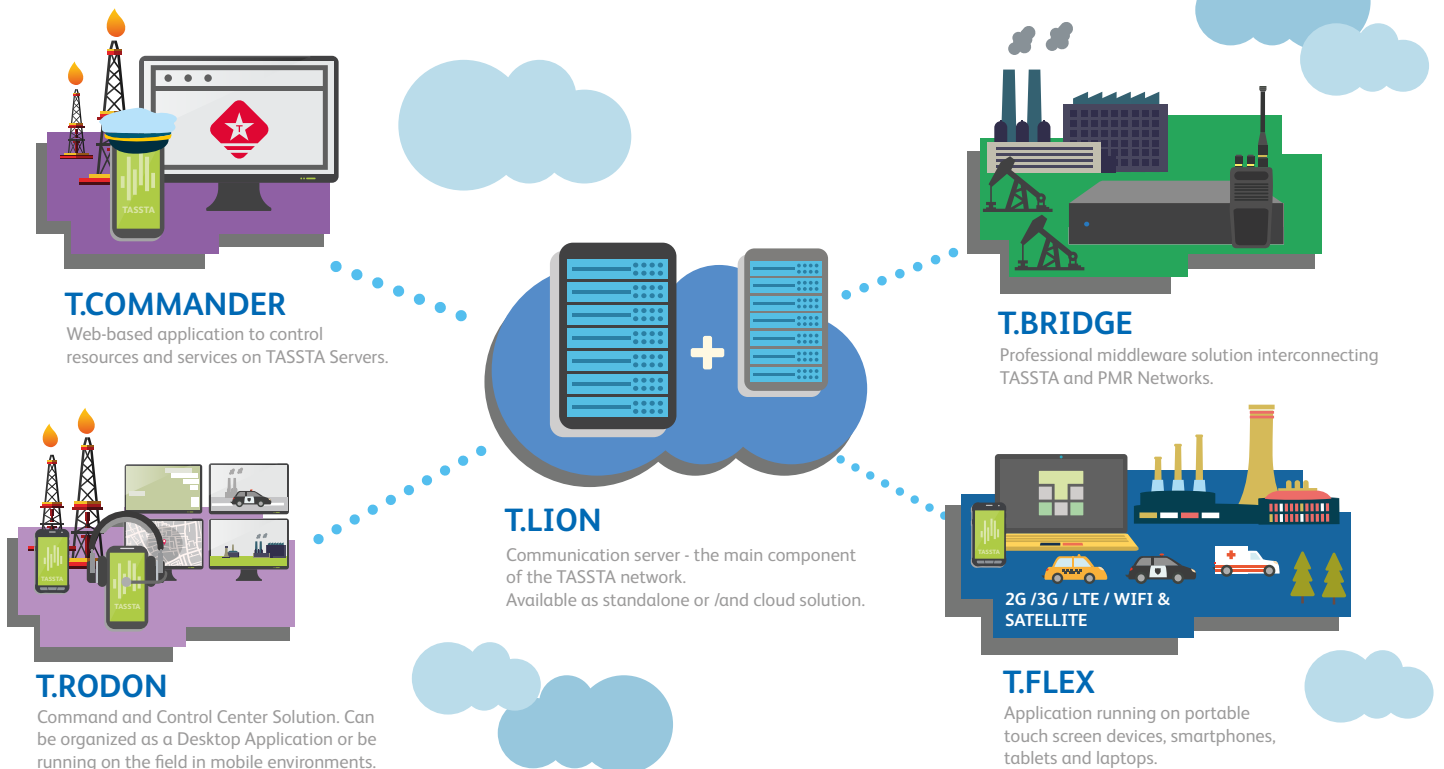 T
TASSTA
T.COMMANDER
Web-based application to control
resources and services on TASSTA Servers.
T.BRIDGE
Professional middleware solution interconnecting
TASSTA and PMR Networks.
T.LION
Communication server - the main component
of the TASSTA network.
Available as standalone or /and cloud solution.
TASSTA
TASSTA
T.RODON
Command and Control Center Solution. Can
be organized as a Desktop Application or be
running on the field in mobile environments.
TASSTA
2G /3G / LTE / WIFI &
SATELLITE
T.FLEX
Application running on portable
touch screen devices, smartphones,
tablets and laptops.